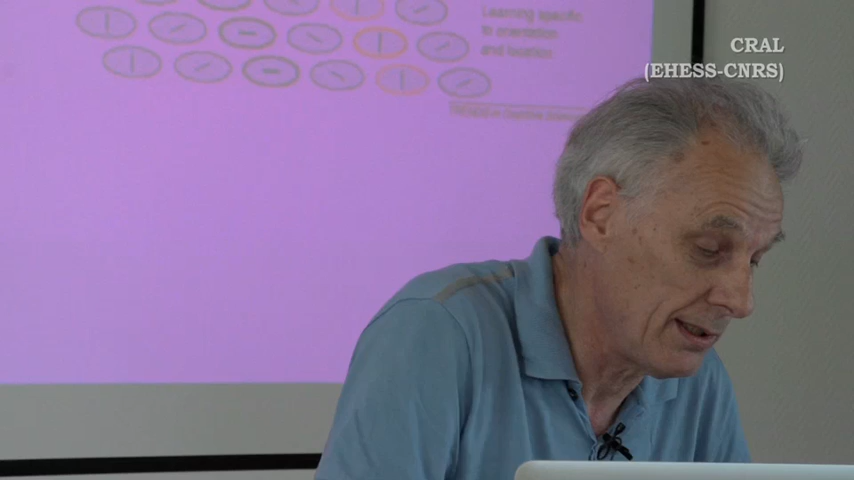 Learning specific
to orientation
and location
CRAL
(EHESS-CNRS)